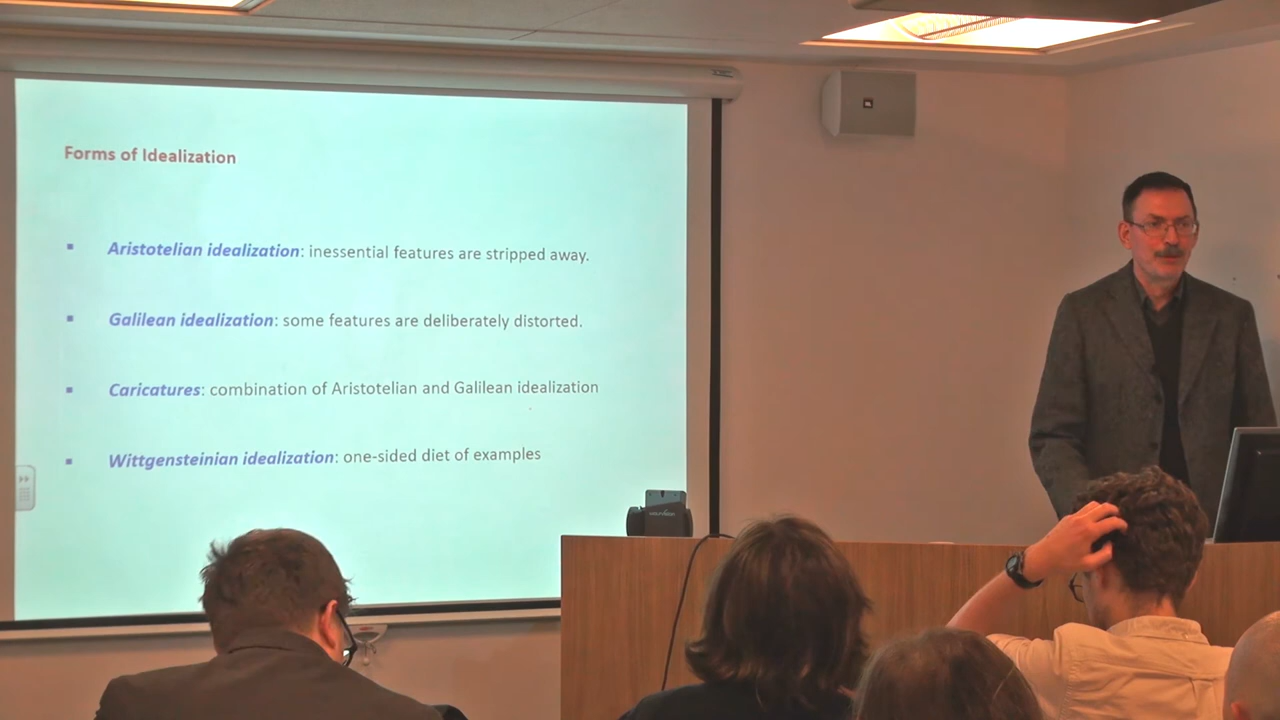 Forms of Idealization
Aristotelian idealization: inessential features are stripped away.
Galilean idealization: some features are deliberately distorted.
Caricatures: combination of Aristotelian and Galilean idealization
Wittgensteinian idealization: one-sided diet of examples